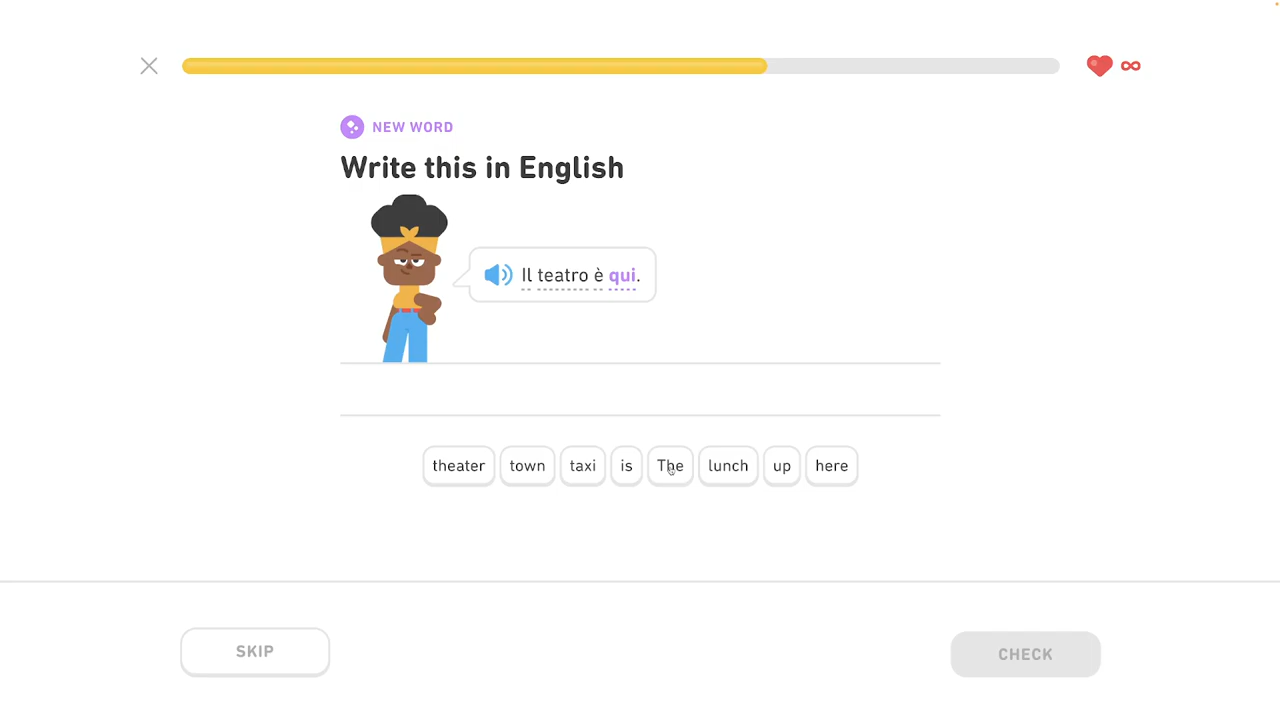 NEW WORD
Write this in English
Il teatro è qui.
theater town taxi is The lunch up here
SKIP CHECK